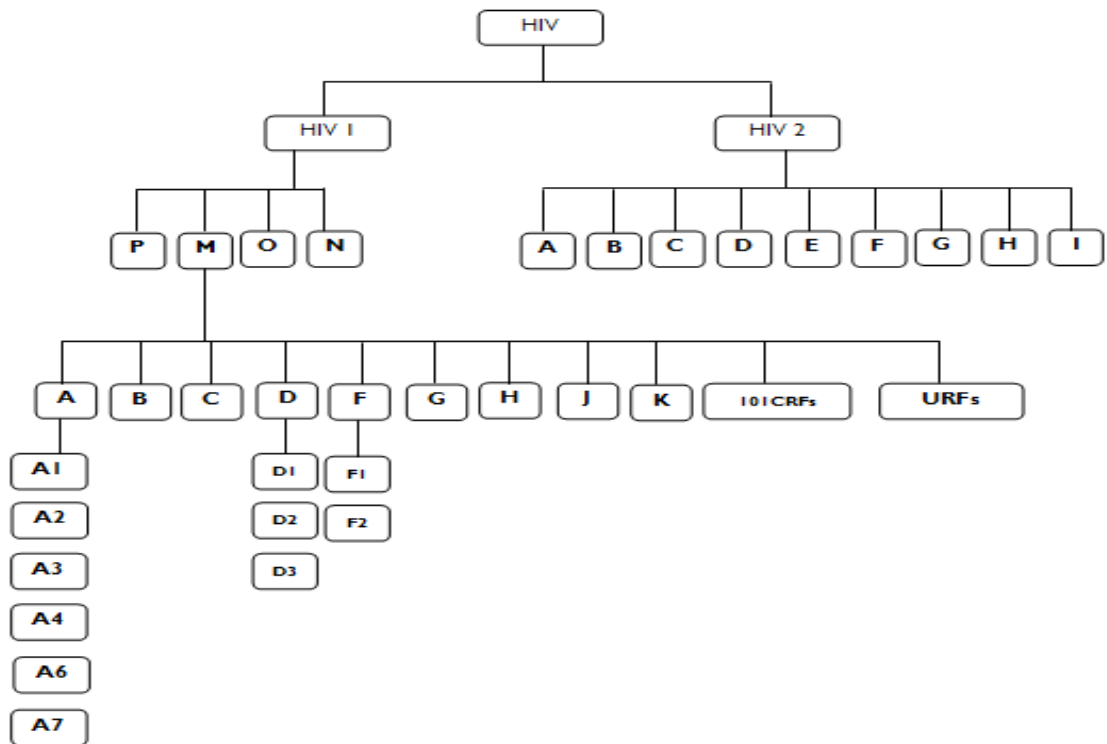 HIV
HIV 1
HIV 2
P M O N
A B C D E F G H I
A B C D F G H J K 101CRFs URFs
A1 D1 F1
A2 D2 F2
A3 D3
A4
A6
A7